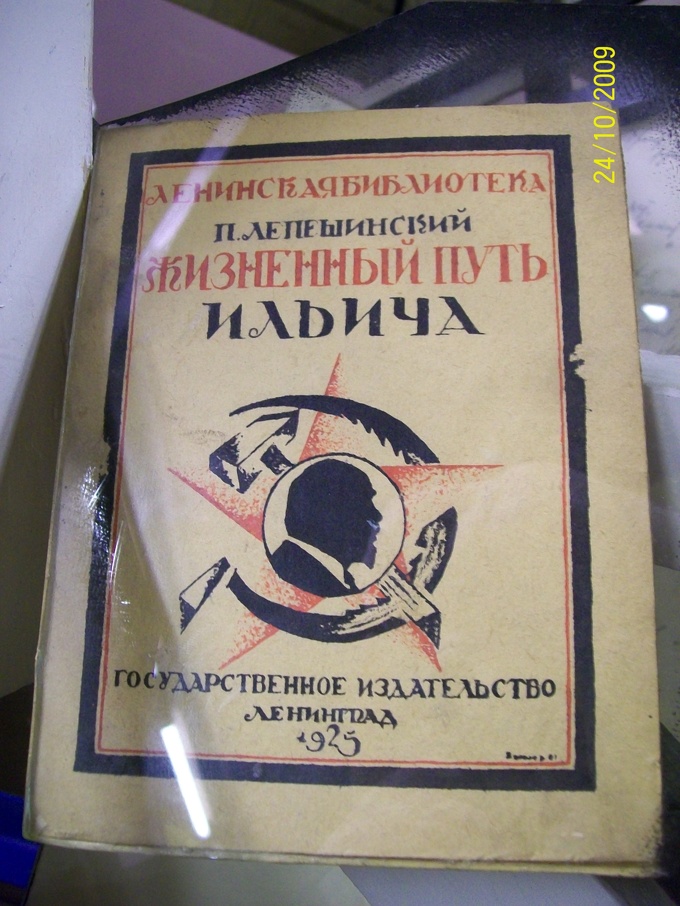 24/10/2009
ЛЕНИНСКАЯ БИБЛИОТЕКА
П. ЛЕПЕШИНСКИЙ
ЖИЗНЕННЫЙ ПУТЬ
ИЛЬИЧА
ГОСУДАРСТВЕННОЕ ИЗДАТЕЛЬСТВО
ЛЕНИНГРАД
1925